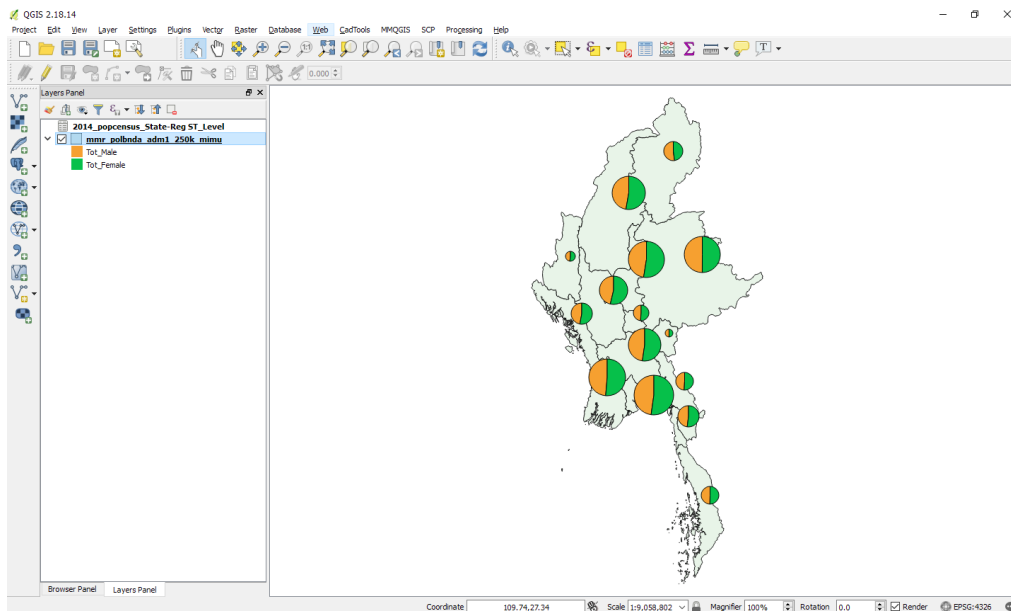 QGIS 2.18.14
Project Edit View Layer Settings Plugins Vector Raster Database Web CadTools MMQGIS SCP Processing Help
0.000
Layers Panel
2014_popcensus_State-Reg ST_Level
mmr_polbnda_adm1_250k_mimu
Tot_Male
Tot_Female
Browser Panel Layers Panel
Coordinate 109.74,27.34 Scale 1:9,058,802 Magnifier 100% Rotation 0.0 Render EPSG:4326